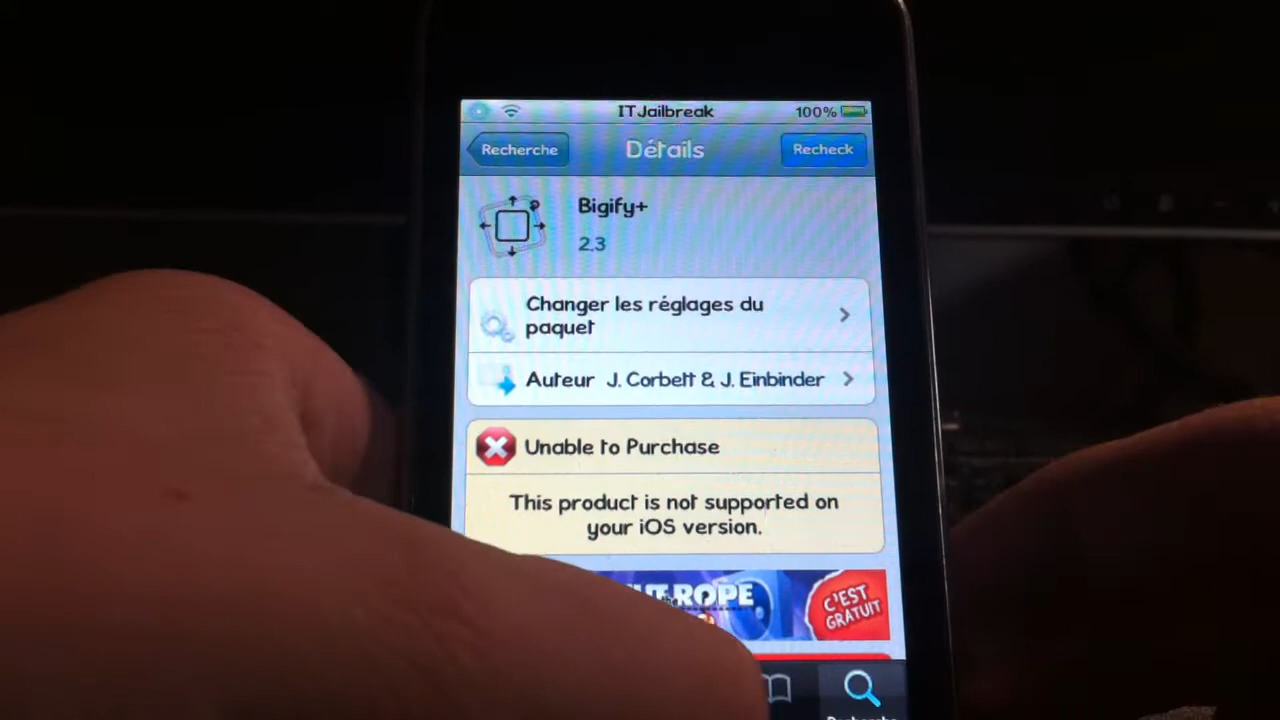 ITJailbreak 100%
Recherche Détails Recheck
Bigify+
2.3
Changer les réglages du
paquet
Auteur J. Corbett & J. Einbinder
Unable to Purchase
This product is not supported on
your iOS version.
ROPE
C'EST
GRATUIT